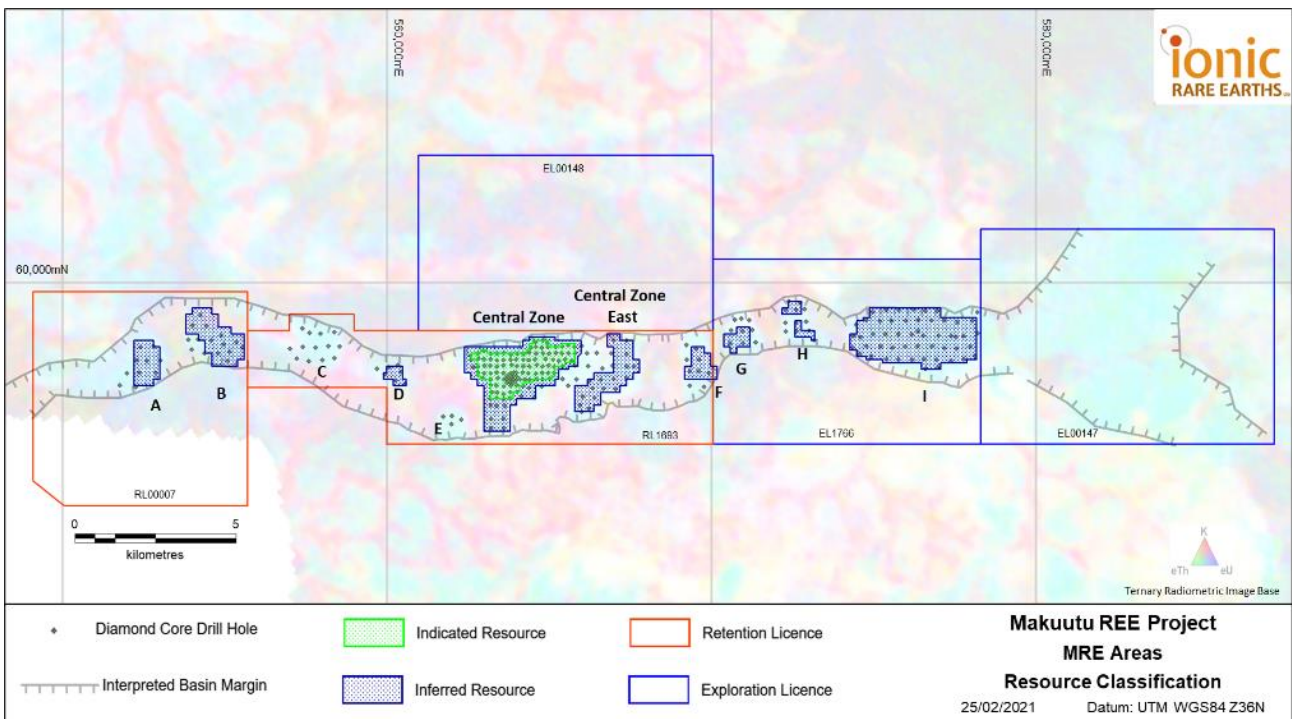 560,000mE
580,000mE
ionic
RARE EARTHS
EL00148
60,000mN
Central Zone
East
Central Zone
A
B
C
D
E
F
G
H
I
RL1693
EL1766
EL00147
RL00007
0 5
kilometres
K
eTh eU
Ternary Radiometric Image Base
Diamond Core Drill Hole
Interpreted Basin Margin
Indicated Resource
Inferred Resource
Retention Licence
Exploration Licence
Makuutu REE Project
MRE Areas
Resource Classification
25/02/2021 Datum: UTM WGS84 Z36N